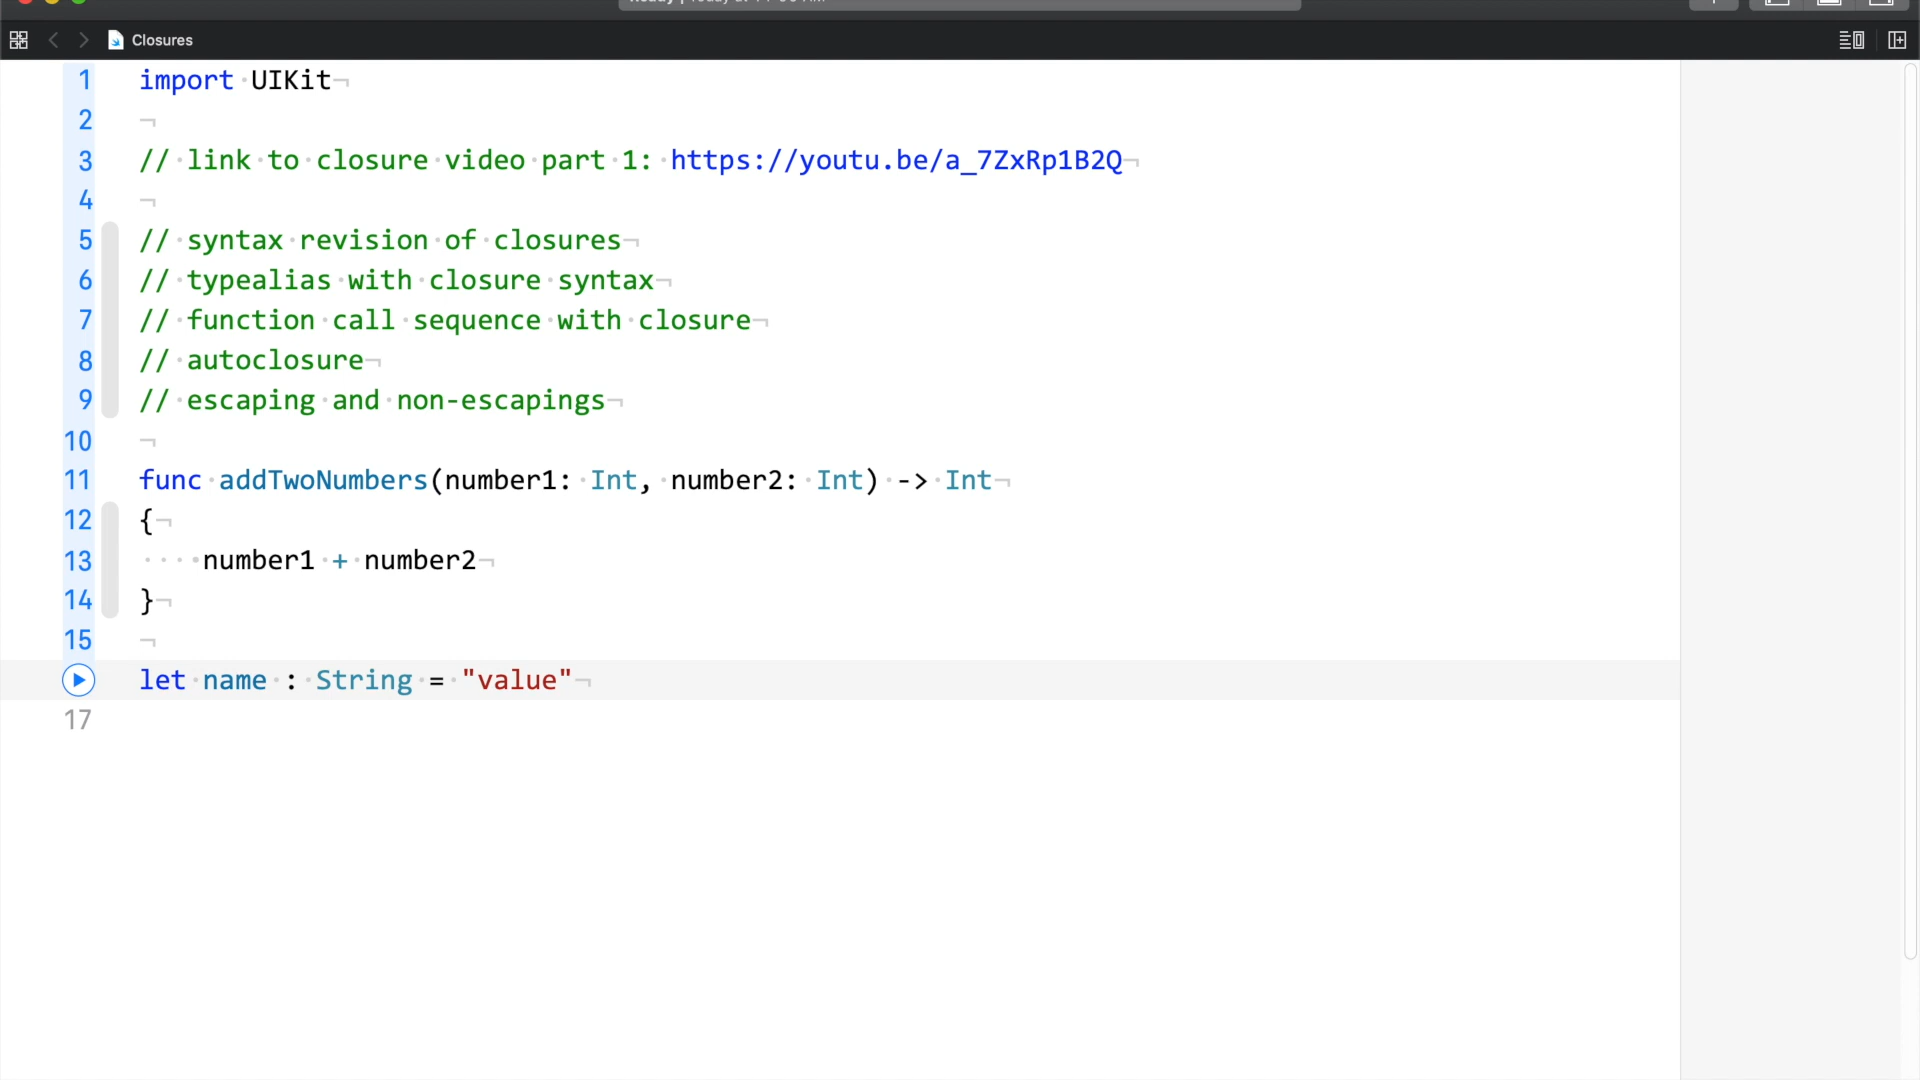 Closures
1 import UIKit
2
3 // link to closure video part 1: https://youtu.be/a_7ZxRp1B2Q
4
5 // syntax revision of closures
6 // typealias with closure syntax
7 // function call sequence with closure
8 // autoclosure
9 // escaping and non-escapings
10
11 func addTwoNumbers(number1: Int, number2: Int) -> Int
12 {
13 number1 + number2
14 }
15
let name : String = "value"
17